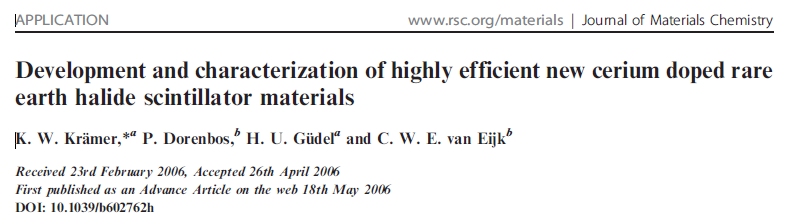 APPLICATION www.rsc.org/materials | Journal of Materials Chemistry
Development and characterization of highly efficient new cerium doped rare
earth halide scintillator materials
K. W. Krämer,*a P. Dorenbos,b H. U. Güdela and C. W. E. van Eijkb
Received 23rd February 2006, Accepted 26th April 2006
First published as an Advance Article on the web 18th May 2006
DOI: 10.1039/b602762h